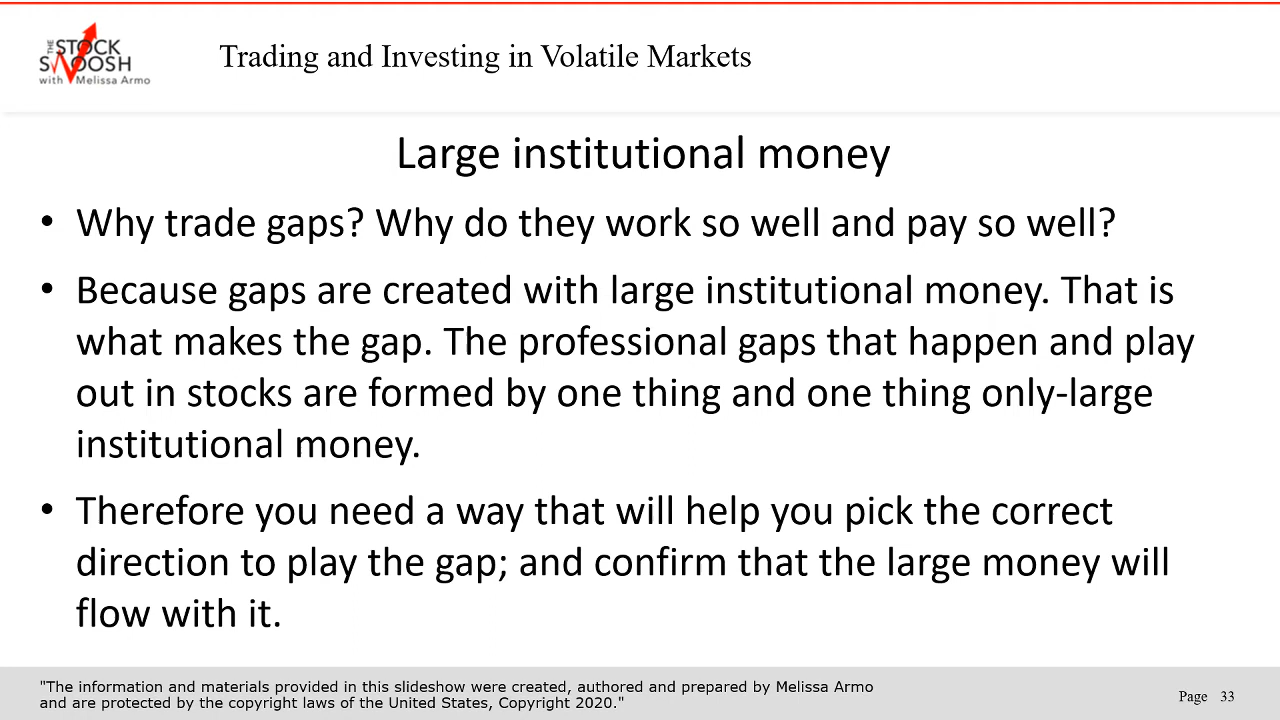 THE
STOCK
SWOOSH
with Melissa Armo
Trading and Investing in Volatile Markets
Large institutional money
• Why trade gaps? Why do they work so well and pay so well?
• Because gaps are created with large institutional money. That is
what makes the gap. The professional gaps that happen and play
out in stocks are formed by one thing and one thing only-large
institutional money.
• Therefore you need a way that will help you pick the correct
direction to play the gap; and confirm that the large money will
flow with it.
"The information and materials provided in this slideshow were created, authored and prepared by Melissa Armo
and are protected by the copyright laws of the United States, Copyright 2020."
Page 33